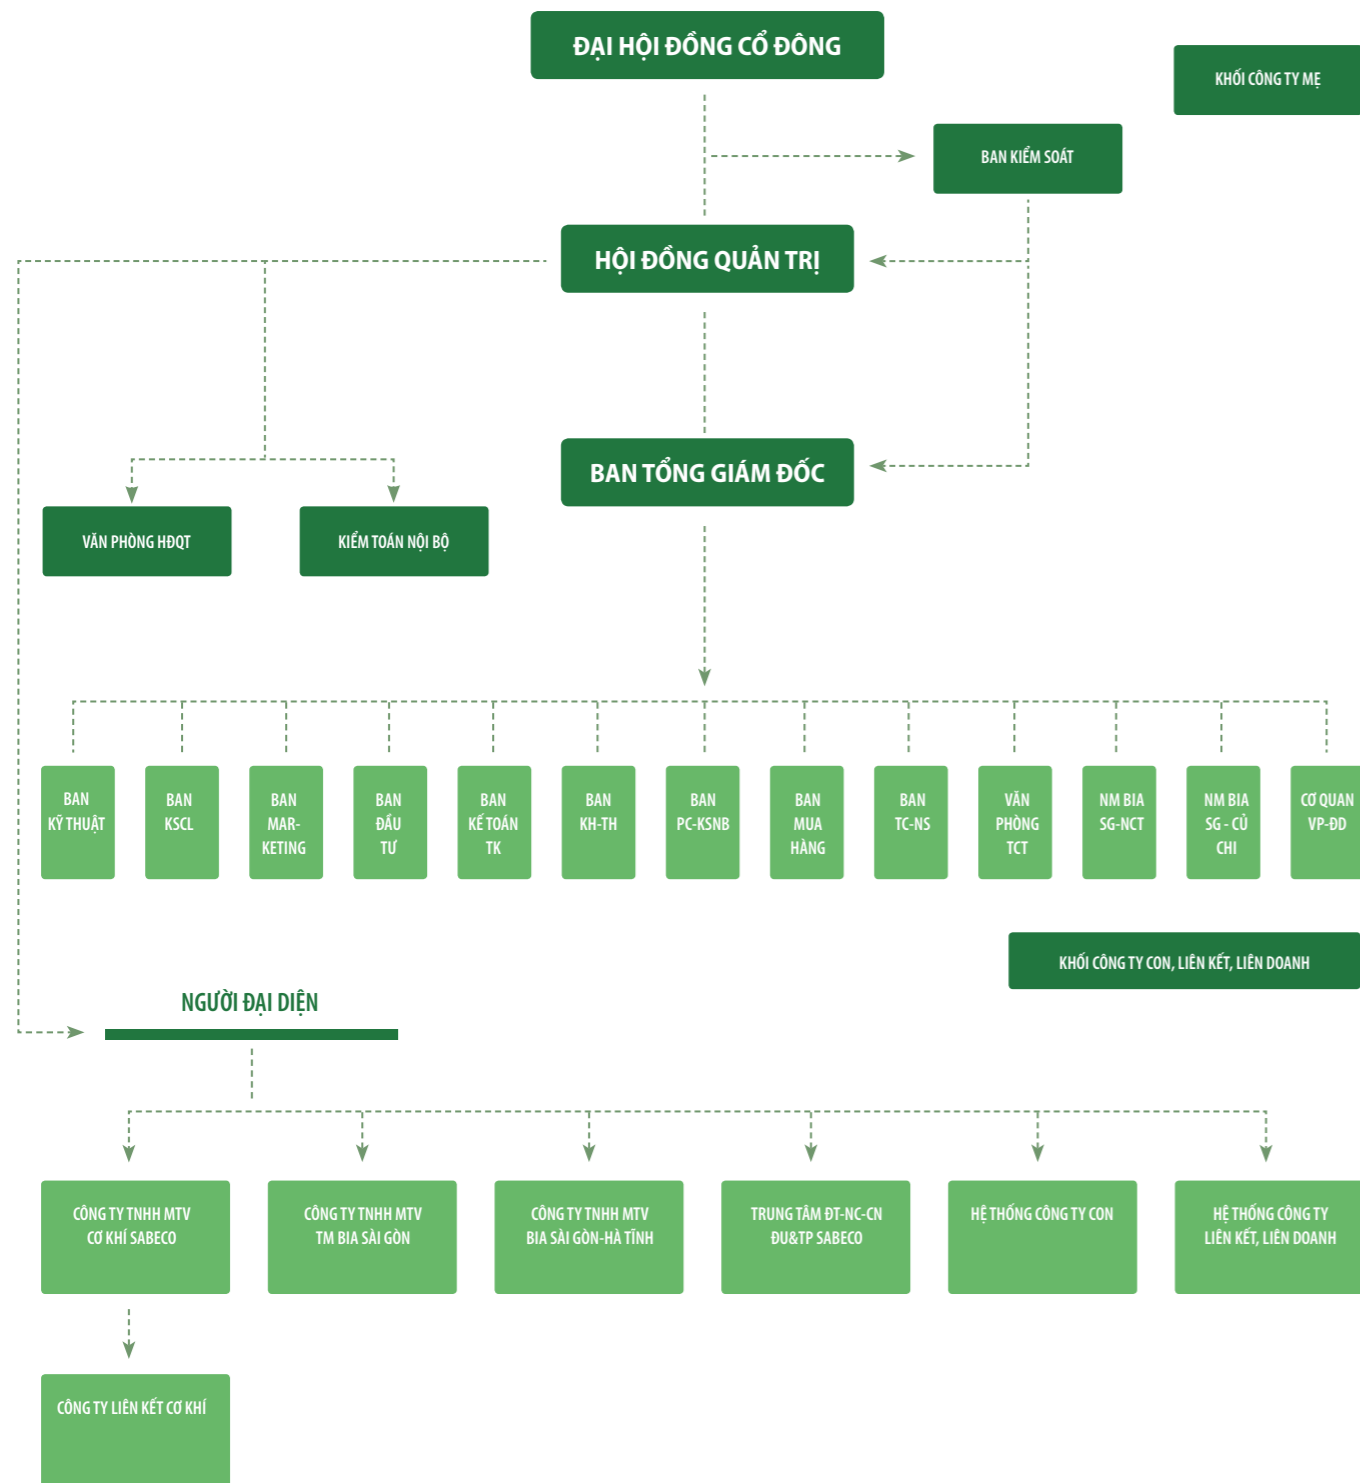 ĐẠI HỘI ĐỒNG CỔ ĐÔNG
KHỐI CÔNG TY MẸ
BAN KIỂM SOÁT
HỘI ĐỒNG QUẢN TRỊ
BAN TỔNG GIÁM ĐỐC
VĂN PHÒNG HĐQT
KIỂM TOÁN NỘI BỘ
BAN
KỸ THUẬT
BAN
KSCL
BAN
MAR-
KETING
BAN
ĐẦU
TƯ
BAN
KẾ TOÁN
TK
BAN
KH-TH
BAN
PC-KSNB
BAN
MUA
HÀNG
BAN
TC-NS
VĂN
PHÒNG
TCT
NM BIA
SG-NCT
NM BIA
SG - CỦ
CHI
CƠ QUAN
VP-ĐD
KHỐI CÔNG TY CON, LIÊN KẾT, LIÊN DOANH
NGƯỜI ĐẠI DIỆN
CÔNG TY TNHH MTV
CƠ KHÍ SABECO
CÔNG TY TNHH MTV
TM BIA SÀI GÒN
CÔNG TY TNHH MTV
BIA SÀI GÒN-HÀ TĨNH
TRUNG TÂM ĐT-NC-CN
ĐU&TP SABECO
HỆ THỐNG CÔNG TY CON
HỆ THỐNG CÔNG TY
LIÊN KẾT, LIÊN DOANH
CÔNG TY LIÊN KẾT CƠ KHÍ